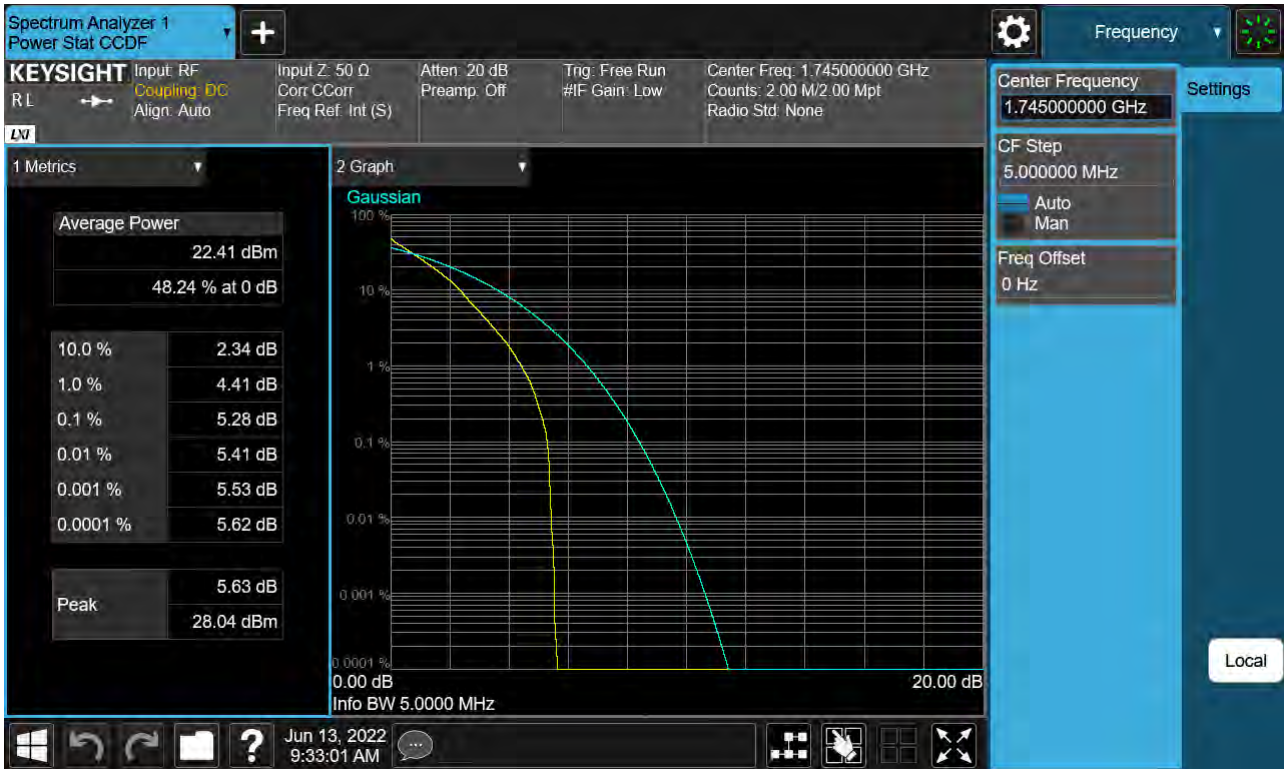 Spectrum Analyzer 1
Power Stat CCDF
+
Frequency
KEYSIGHT
R L
LXI
Input: RF
Coupling: DC
Align: Auto
Input Z: 50 Ω
Corr CCorr
Freq Ref: Int (S)
Atten: 20 dB
Preamp: Off
Trig: Free Run
#IF Gain: Low
Center Freq: 1.745000000 GHz
Counts: 2.00 M/2.00 Mpt
Radio Std: None
Center Frequency
1.745000000 GHz
Settings
CF Step
5.000000 MHz
Auto
Man
Freq Offset
0 Hz
Local
1 Metrics
Average Power
22.41 dBm
48.24 % at 0 dB
10.0 % 2.34 dB
1.0 % 4.41 dB
0.1 % 5.28 dB
0.01 % 5.41 dB
0.001 % 5.53 dB
0.0001 % 5.62 dB
Peak
5.63 dB
28.04 dBm
2 Graph
Gaussian
100 %
10 %
1 %
0.1 %
0.01 %
0.001 %
0.0001 %
0.00 dB
20.00 dB
Info BW 5.0000 MHz
?
Jun 13, 2022
9:33:01 AM